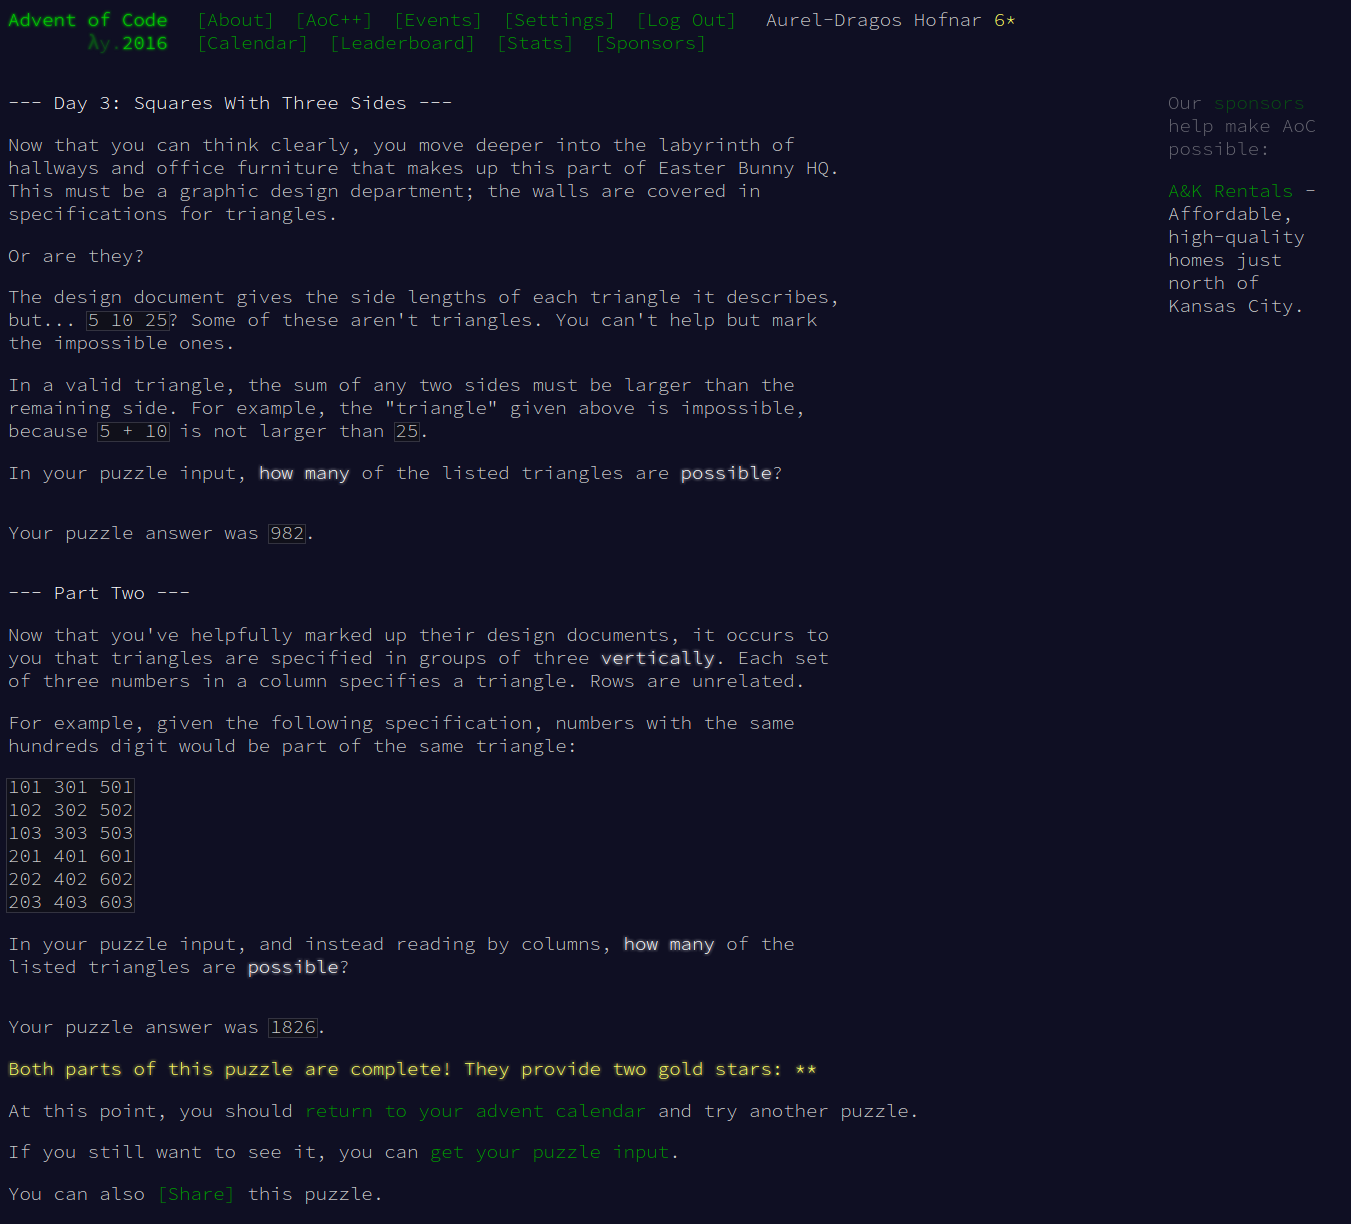 Advent of Code [About] [AoC++] [Events] [Settings] [Log Out] Aurel-Dragos Hofnar 6*
λy.2016 [Calendar] [Leaderboard] [Stats] [Sponsors]
--- Day 3: Squares With Three Sides ---
Now that you can think clearly, you move deeper into the labyrinth of
hallways and office furniture that makes up this part of Easter Bunny HQ.
This must be a graphic design department; the walls are covered in
specifications for triangles.
Or are they?
The design document gives the side lengths of each triangle it describes,
but... 5 10 25? Some of these aren't triangles. You can't help but mark
the impossible ones.
In a valid triangle, the sum of any two sides must be larger than the
remaining side. For example, the "triangle" given above is impossible,
because 5 + 10 is not larger than 25.
In your puzzle input, how many of the listed triangles are possible?
Your puzzle answer was 982.
--- Part Two ---
Now that you've helpfully marked up their design documents, it occurs to
you that triangles are specified in groups of three vertically. Each set
of three numbers in a column specifies a triangle. Rows are unrelated.
For example, given the following specification, numbers with the same
hundreds digit would be part of the same triangle:
101 301 501
102 302 502
103 303 503
201 401 601
202 402 602
203 403 603
In your puzzle input, and instead reading by columns, how many of the
listed triangles are possible?
Your puzzle answer was 1826.
Both parts of this puzzle are complete! They provide two gold stars: **
At this point, you should return to your advent calendar and try another puzzle.
If you still want to see it, you can get your puzzle input.
You can also [Share] this puzzle.
Our sponsors
help make AoC
possible:
A&K Rentals -
Affordable,
high-quality
homes just
north of
Kansas City.